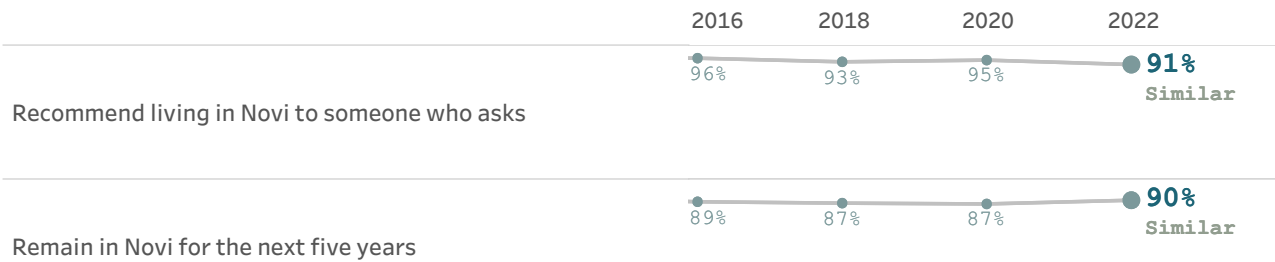 2016 2018 2020 2022
96% 93% 95% 91%
Similar
Recommend living in Novi to someone who asks
89% 87% 87% 90%
Similar
Remain in Novi for the next five years